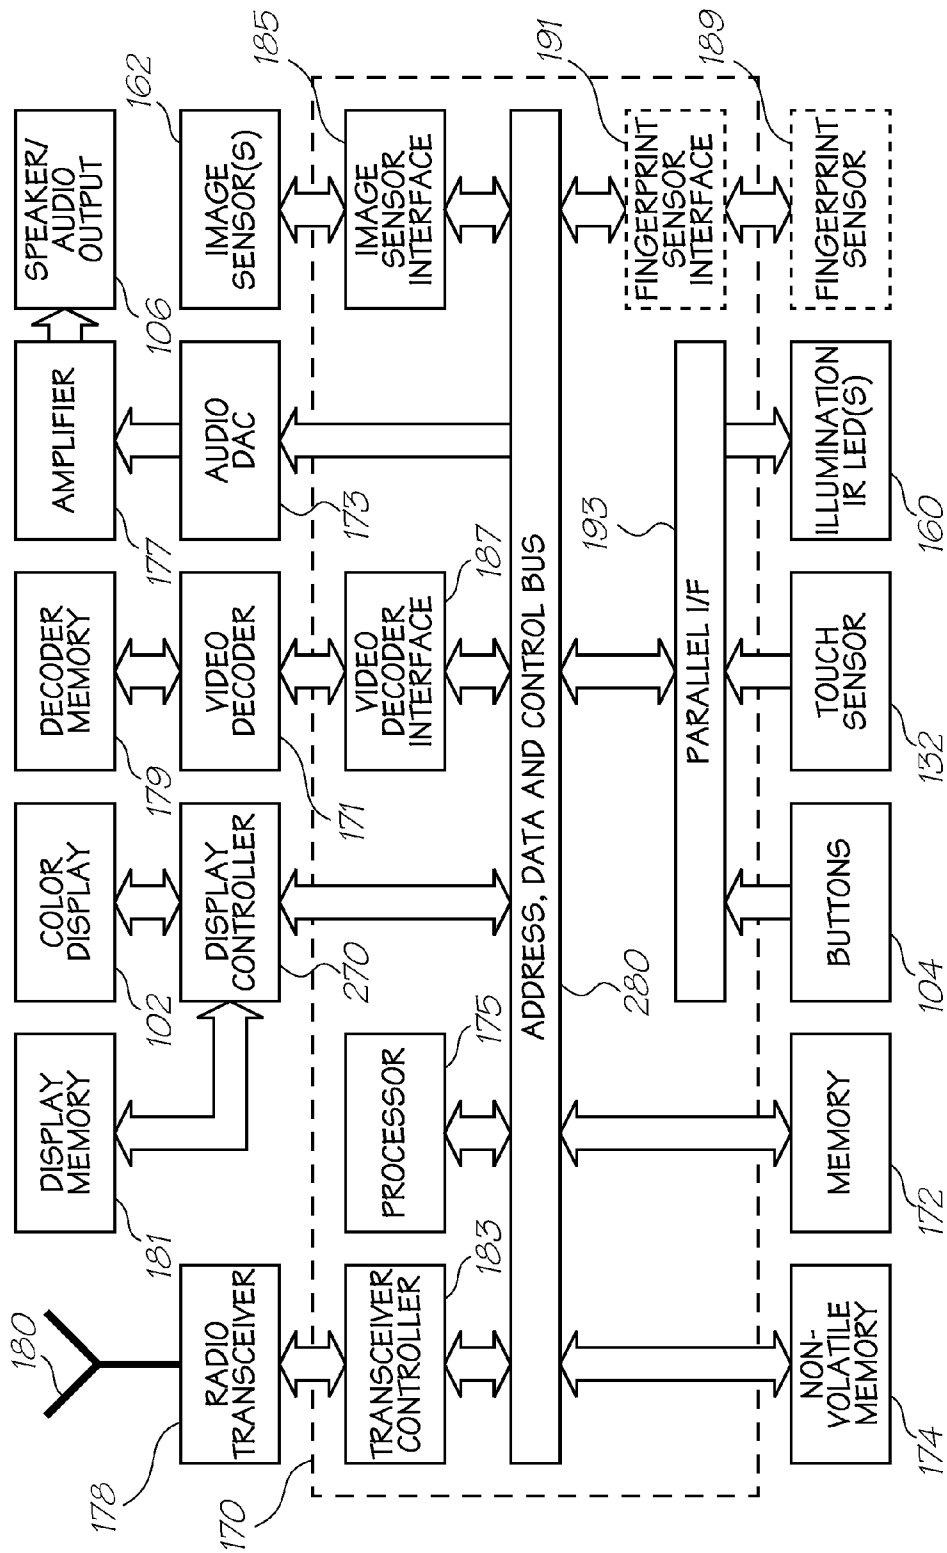 180
DISPLAY
MEMORY
COLOR
DISPLAY
DECODER
MEMORY
AMPLIFIER
SPEAKER/
AUDIO
OUTPUT
178
181
102
179
177
106
162
RADIO
TRANSCEIVER
DISPLAY
CONTROLLER
VIDEO
DECODER
AUDIO
DAC
IMAGE
SENSOR(S)
170
270
171
173
185
TRANSCEIVER
CONTROLLER
PROCESSOR
VIDEO
DECODER
INTERFACE
IMAGE
SENSOR
INTERFACE
183
175
187
191
ADDRESS, DATA AND CONTROL BUS
280
193
FINGERPRINT
SENSOR
INTERFACE
PARALLEL I/F
189
NON-
VOLATILE
MEMORY
MEMORY
BUTTONS
TOUCH
SENSOR
ILLUMINATION
IR LED(S)
FINGERPRINT
SENSOR
174
172
104
132
160